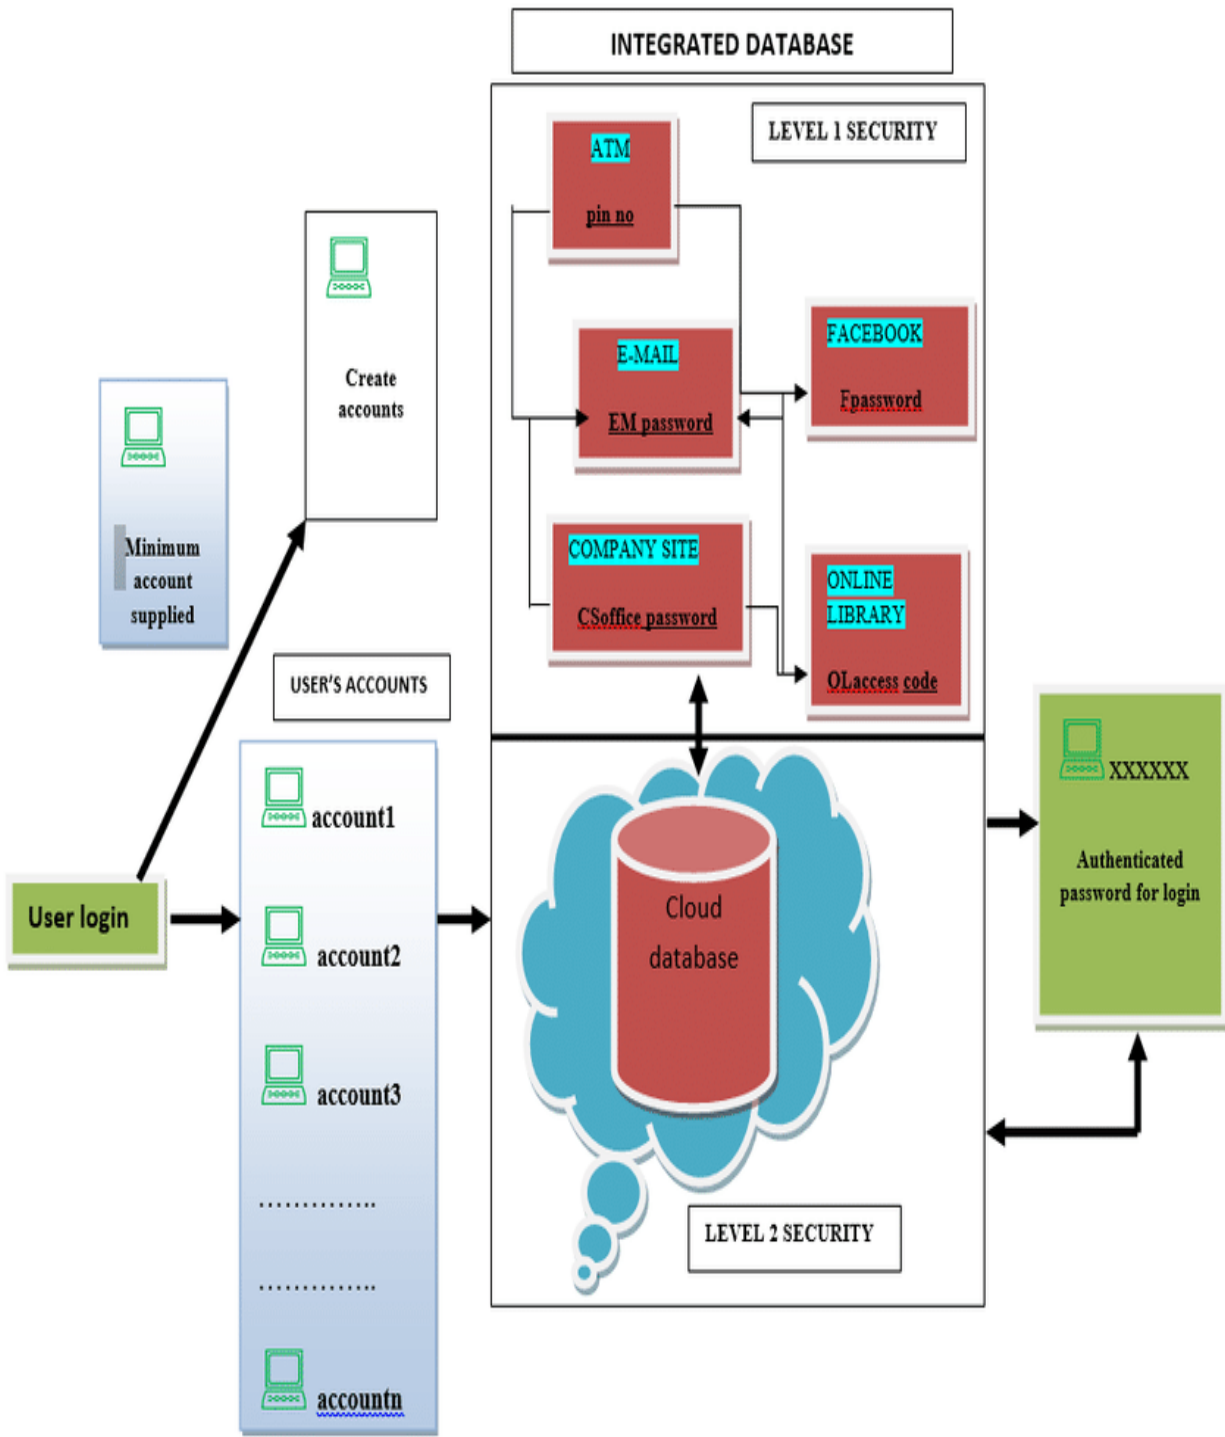 INTEGRATED DATABASE
LEVEL 1 SECURITY
ATM
pin no
E-MAIL
EM password
FACEBOOK
Fpassword
COMPANY SITE
CSoffice password
ONLINE
LIBRARY
OLaccess code
Create
accounts
Minimum
account
supplied
USER'S ACCOUNTS
account1
account2
account3
..............
..............
accountn
User login
Cloud
database
LEVEL 2 SECURITY
XXXXXX
Authenticated
password for login